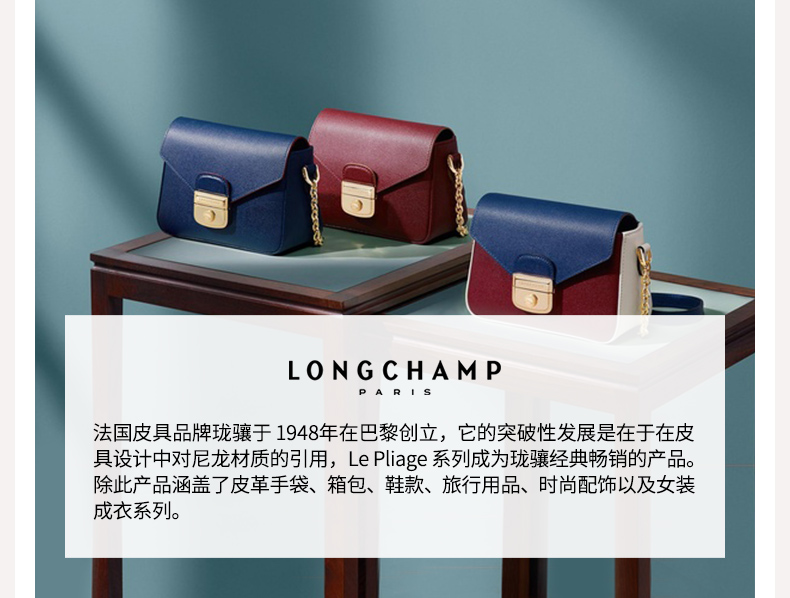 LONGCHAMP
PARIS
法国皮具品牌珑骧于 1948年在巴黎创立，它的突破性发展是在于在皮
具设计中对尼龙材质的引用，Le Pliage 系列成为珑骧经典畅销的产品。
除此产品涵盖了皮革手袋、箱包、鞋款、旅行用品、时尚配饰以及女装
成衣系列。